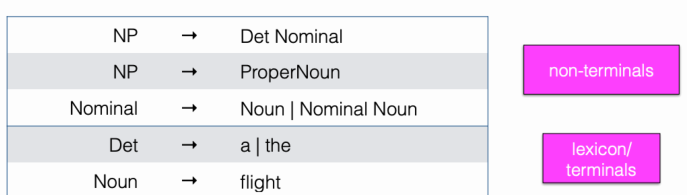 NP → Det Nominal
NP → ProperNoun
Nominal → Noun | Nominal Noun
Det → a | the
Noun → flight
non-terminals
lexicon/
terminals